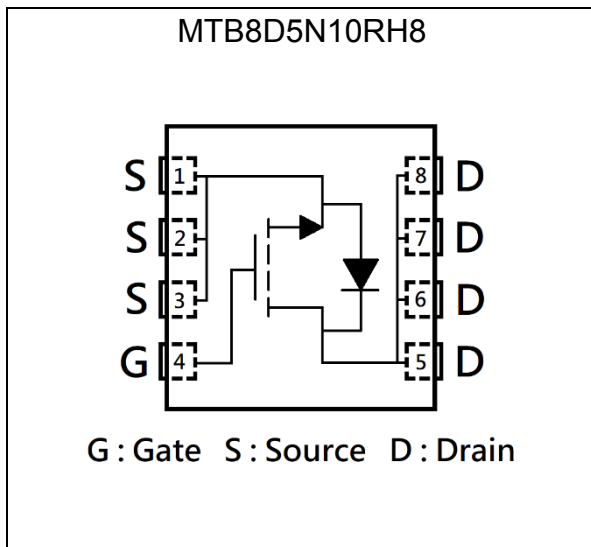 MTB8D5N10RH8
S 1 8 D
S 2 7 D
S 3 6 D
G 4 5 D
G : Gate S : Source D : Drain